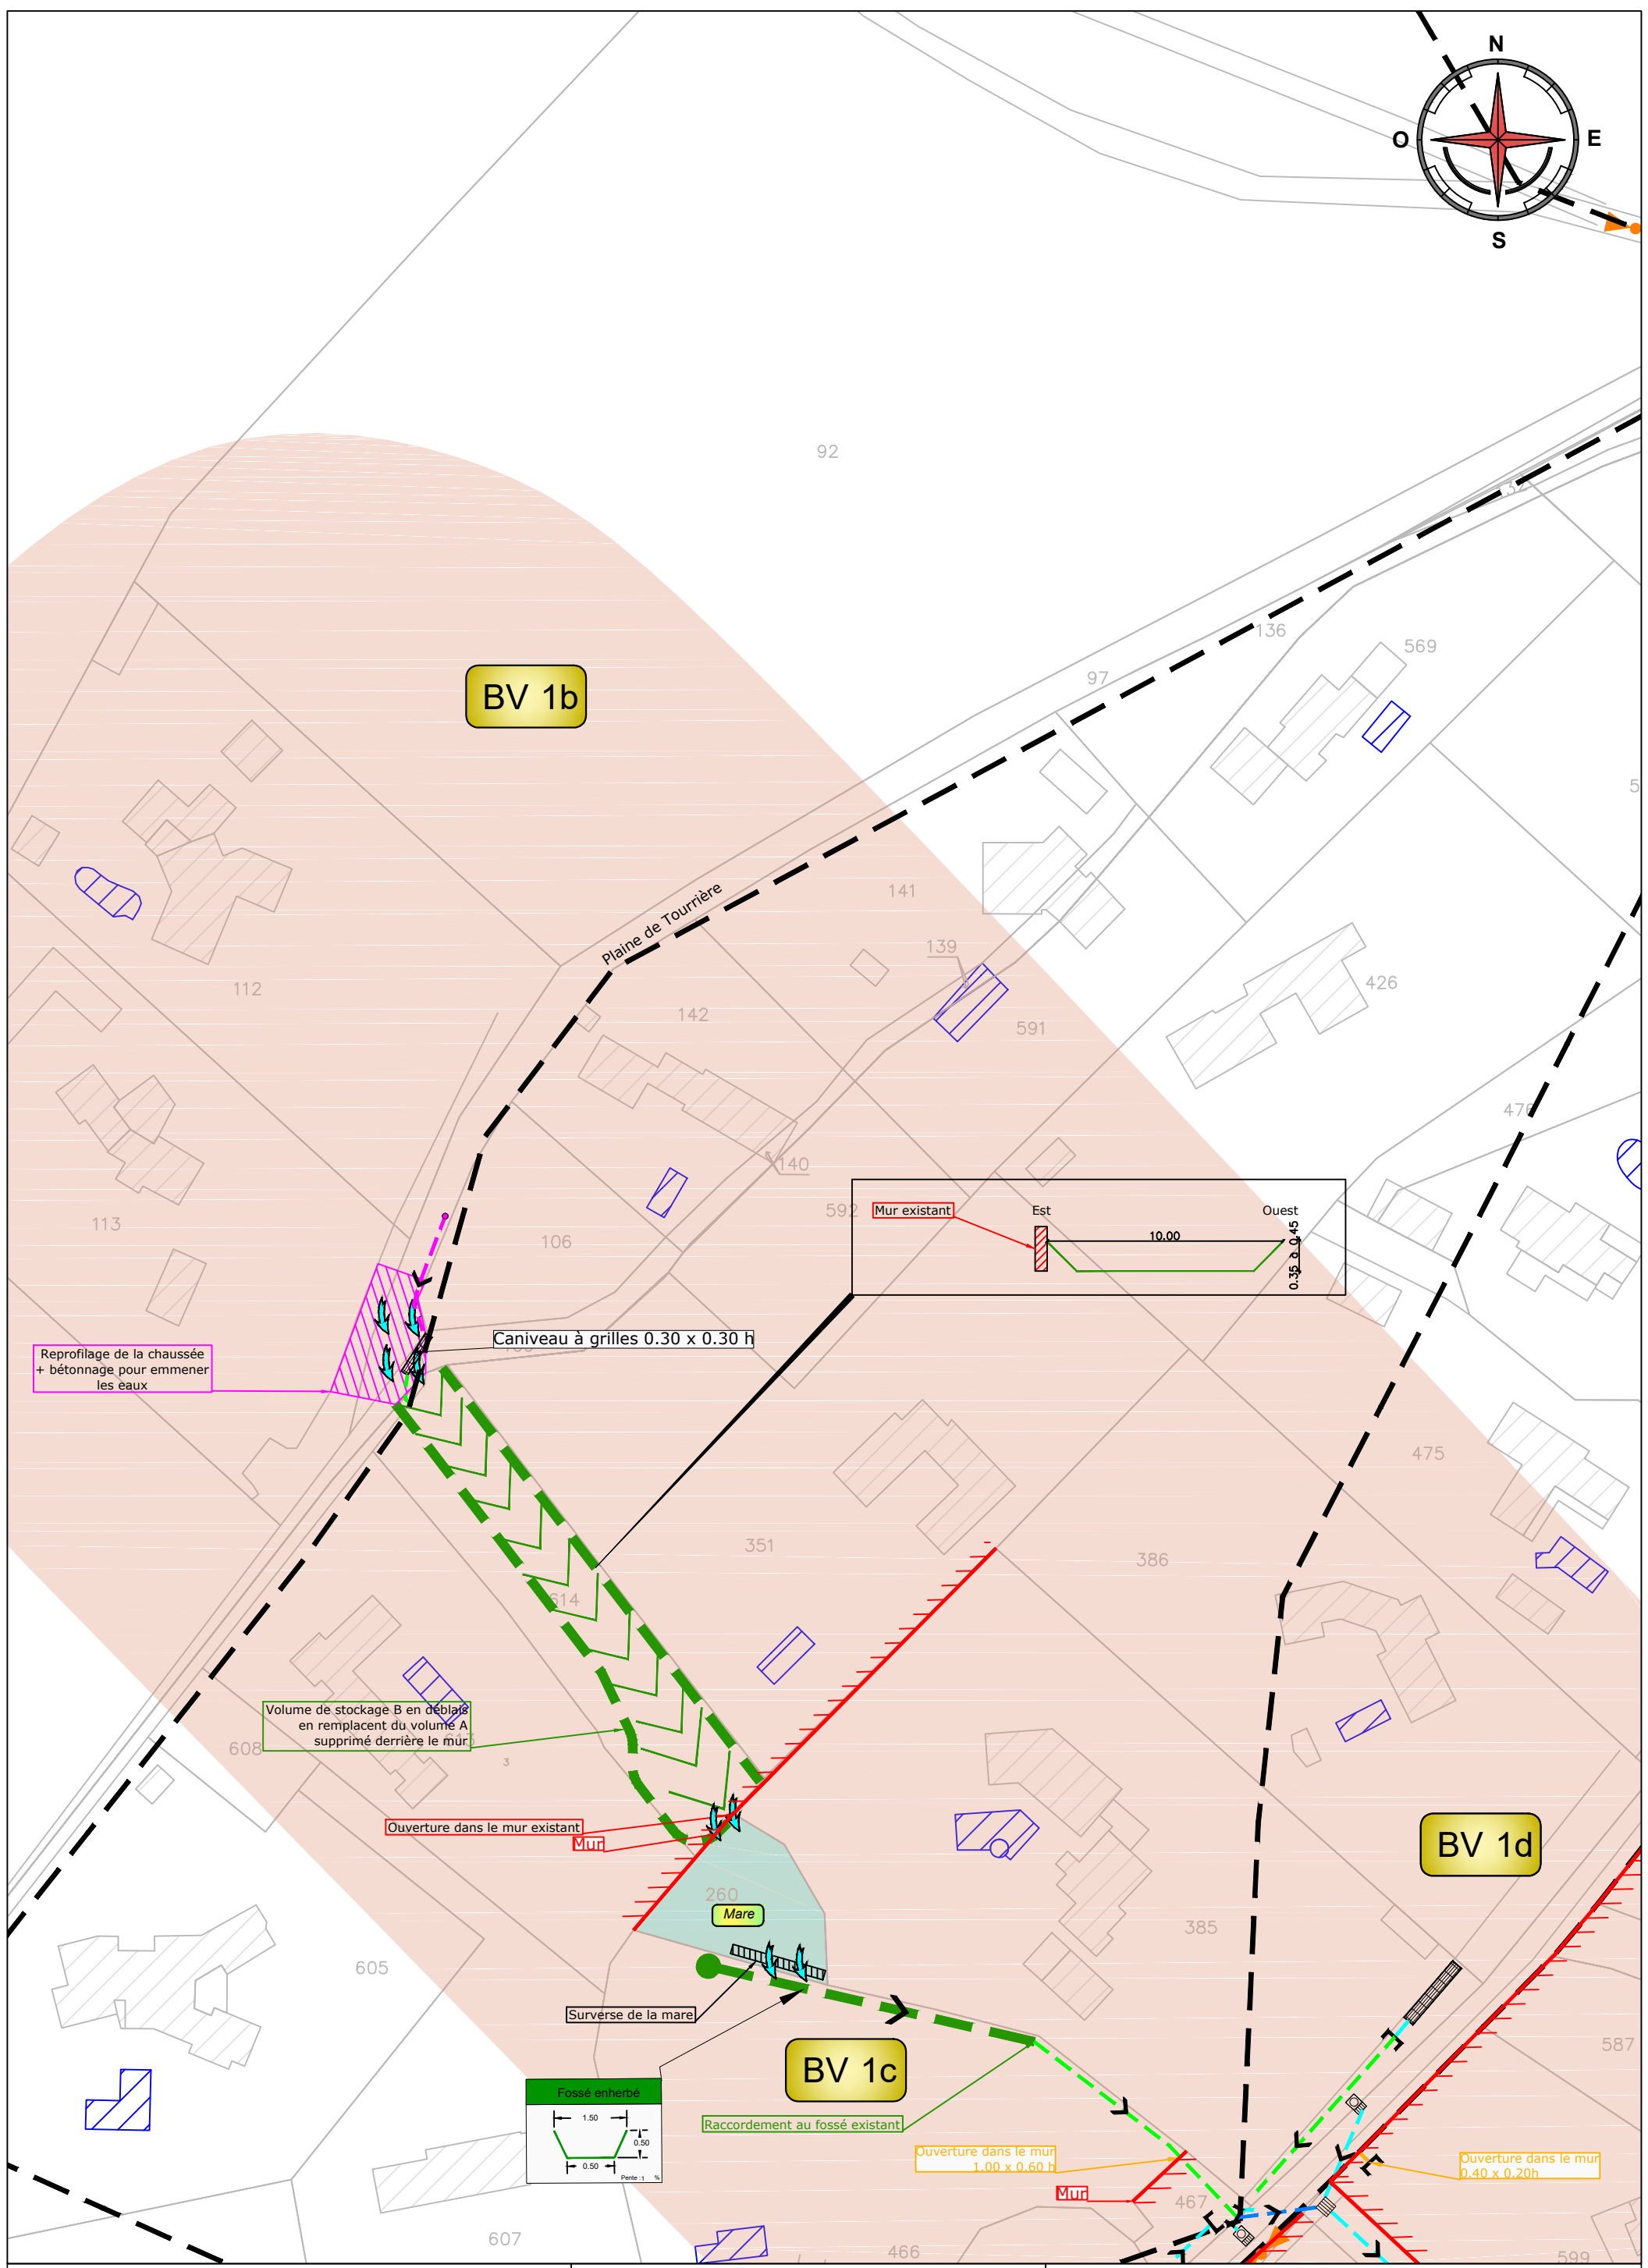 N
O
E
S
92
136
569
97
BV 1b
141
Plaine de Tourrière
139
112
142
591
426
476
140
592
113
106
Mur existant
Est
Ouest
10.00
0.35 à 0.45
Caniveau à grilles 0.30 x 0.30 h
Reprofilage de la chaussée
+ bétonnage pour emmener
les eaux
475
351
386
614
Volume de stockage B en déblais
en remplacent du volume A
supprimé derrière le mur
608
613
3
Ouverture dans le mur existant
Mur
BV 1d
260
Mare
385
605
Surverse de la mare
587
BV 1c
Fossé enherbé
1.50
0.50
0.50
Pente : 1 %
Raccordement au fossé existant
Ouverture dans le mur
1.00 x 0.60 h
Ouverture dans le mur
0.40 x 0.20h
Mur
467
607
466
599